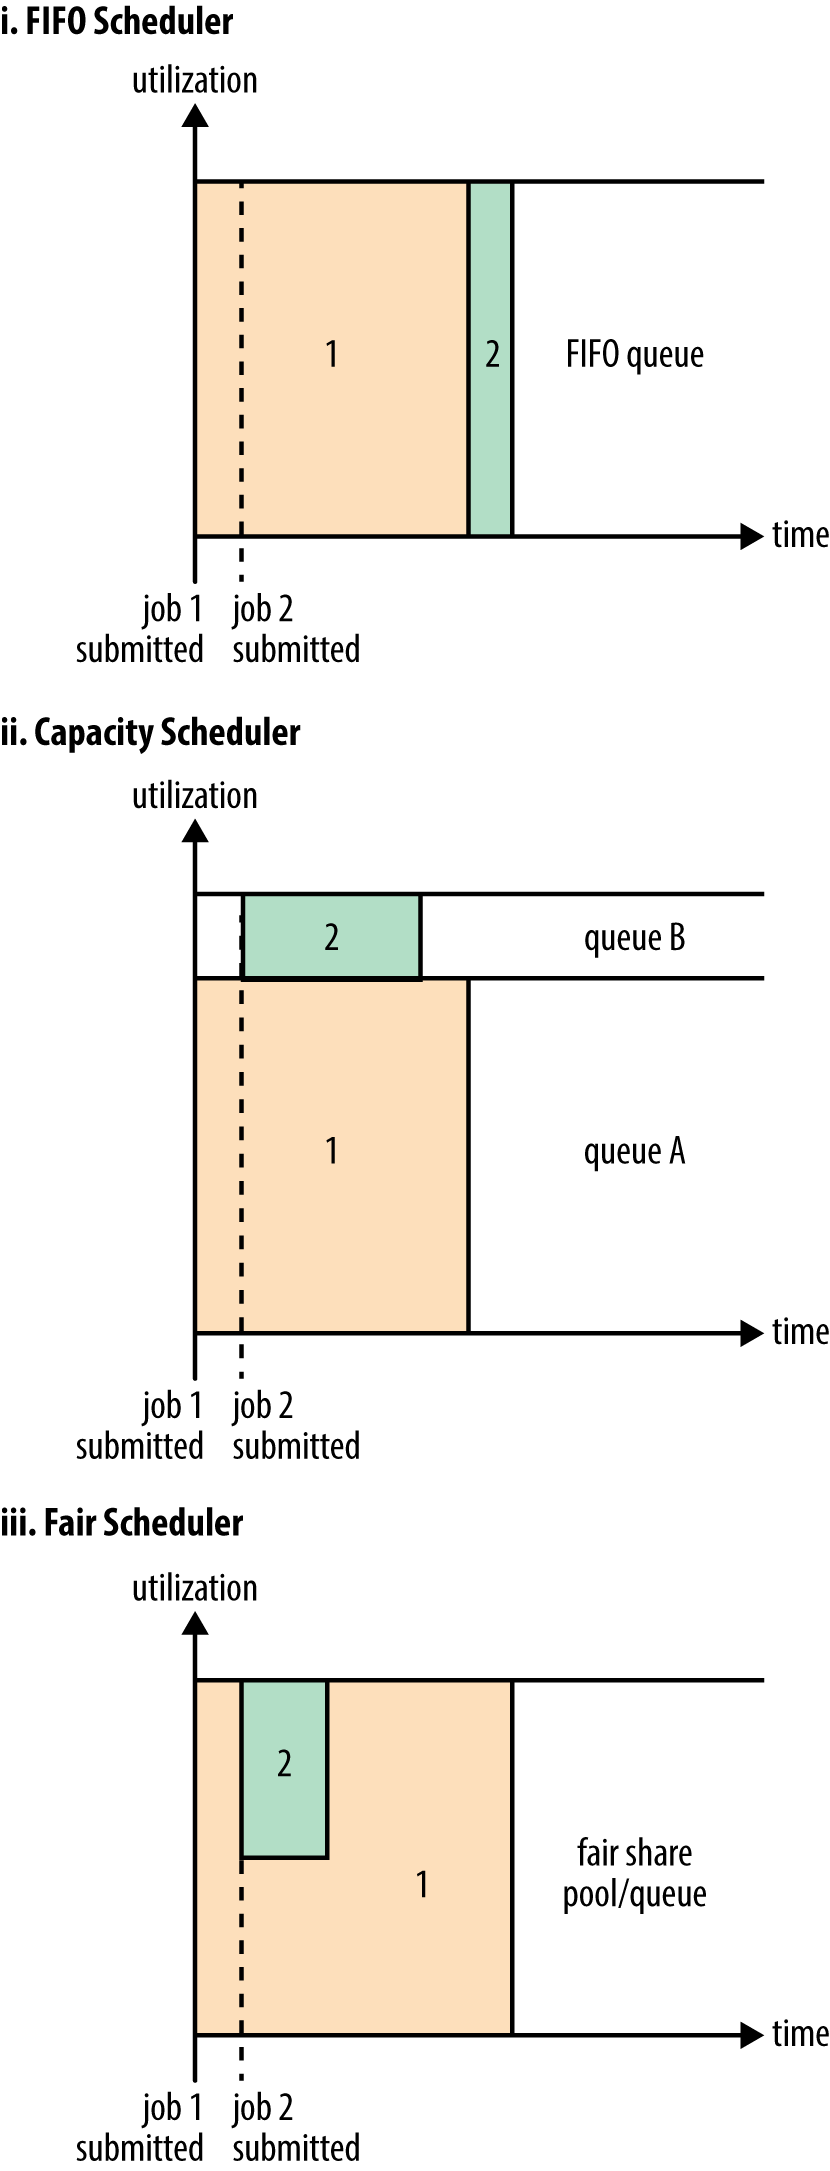 i. FIFO Scheduler
utilization
1
2
FIFO queue
time
job 1
submitted
job 2
submitted
ii. Capacity Scheduler
utilization
2
queue B
1
queue A
time
job 1
submitted
job 2
submitted
iii. Fair Scheduler
utilization
2
1
fair share
pool/queue
time
job 1
submitted
job 2
submitted